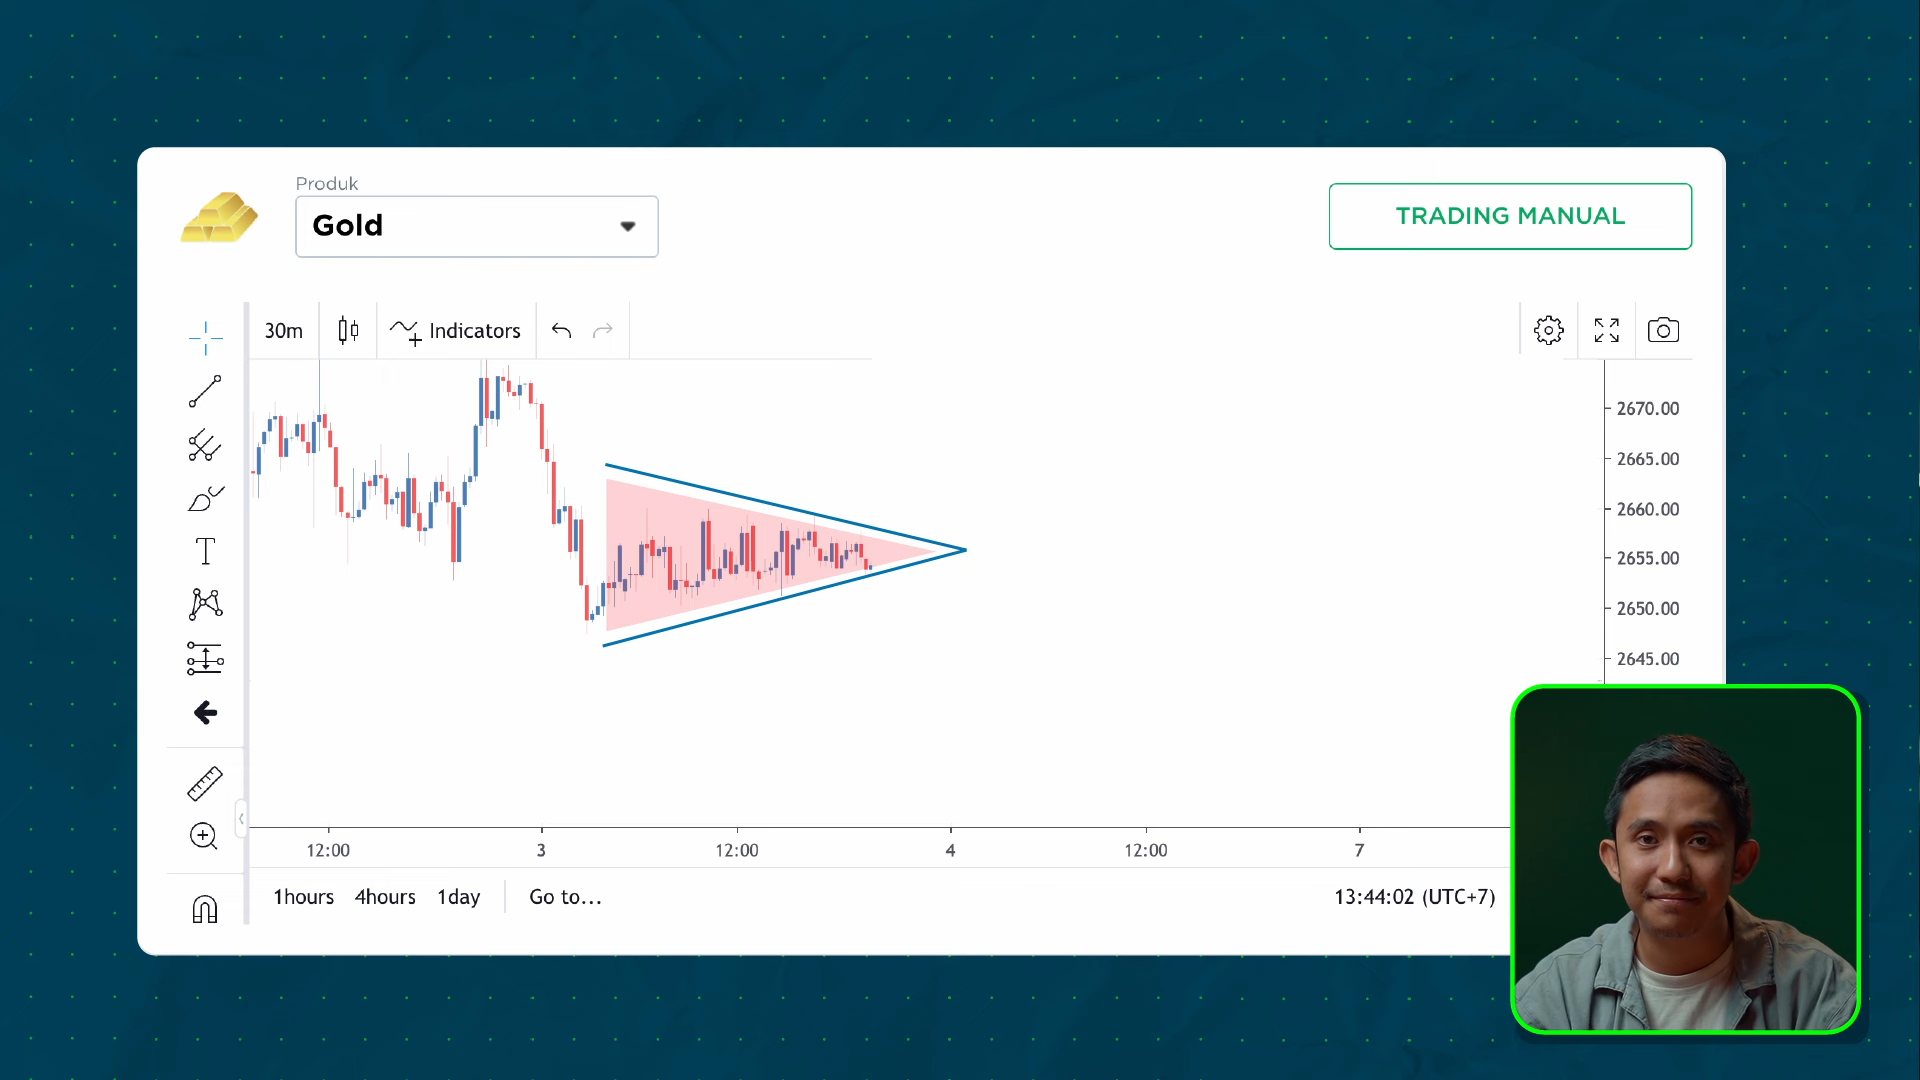 Produk
Gold
TRADING MANUAL
30m
Indicators
2670.00
2665.00
2660.00
2655.00
2650.00
2645.00
12:00
3
12:00
4
12:00
7
1hours
4hours
1day
Go to...
13:44:02 (UTC+7)